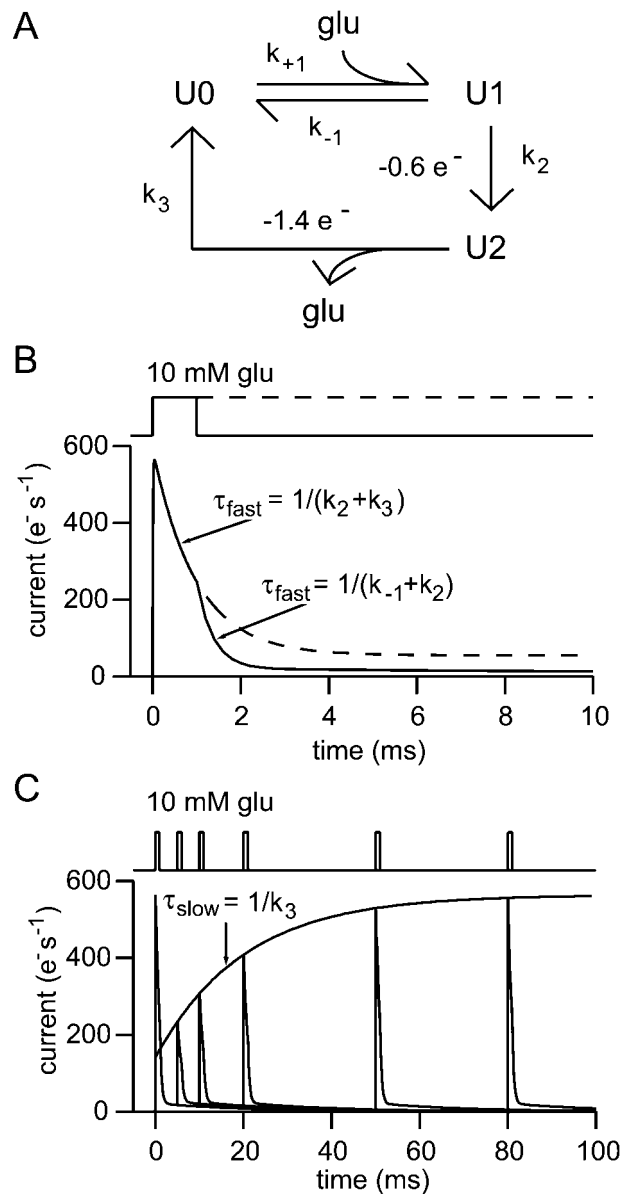 A
glu
k+1
U0
U1
k-1
-0.6 e-
k2
k3
-1.4 e-
U2
glu
B
10 mM glu
600
400
200
0
current (e- s-1)
τfast = 1/(k2+k3)
τfast = 1/(k-1+k2)
0 2 4 6 8 10
time (ms)
C
10 mM glu
600
400
200
0
current (e- s-1)
τslow = 1/k3
0 20 40 60 80 100
time (ms)